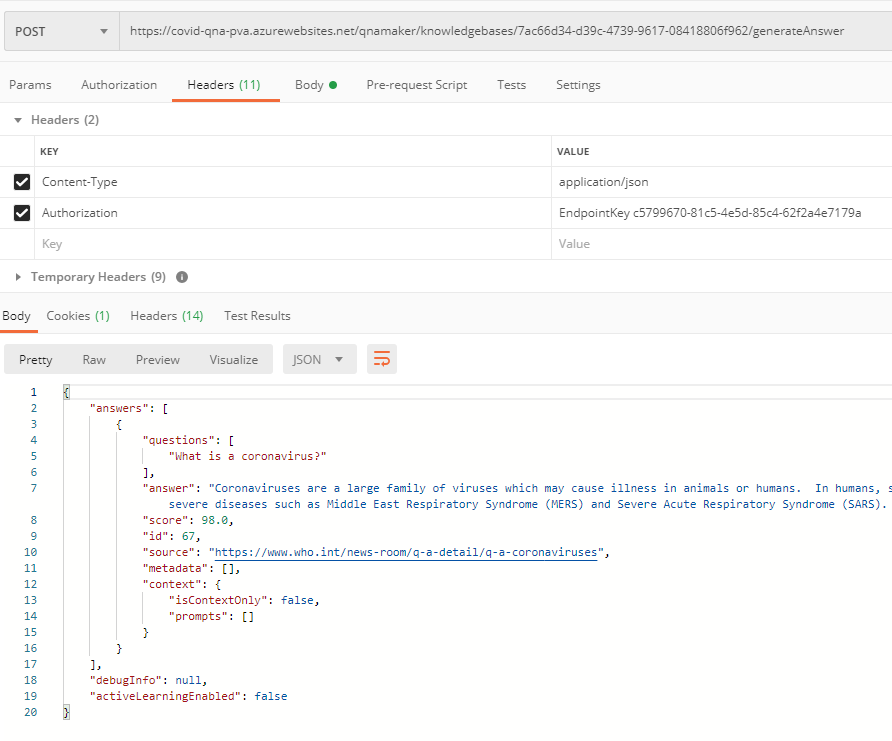 POST https://covid-qna-pva.azurewebsites.net/qnamaker/knowledgebases/7ac66d34-d39c-4739-9617-08418806f962/generateAnswer
Params Authorization Headers (11) Body Pre-request Script Tests Settings
Headers (2)
KEY VALUE
Content-Type application/json
Authorization EndpointKey c5799670-81c5-4e5d-85c4-62f2a4e7179a
Key Value
Temporary Headers (9)
Body Cookies (1) Headers (14) Test Results
Pretty Raw Preview Visualize JSON
1 {
2 "answers": [
3 {
4 "questions": [
5 "What is a coronavirus?"
6 ],
7 "answer": "Coronaviruses are a large family of viruses which may cause illness in animals or humans.  In humans, s
severe diseases such as Middle East Respiratory Syndrome (MERS) and Severe Acute Respiratory Syndrome (SARS).
8 "score": 98.0,
9 "id": 67,
10 "source": "https://www.who.int/news-room/q-a-detail/q-a-coronaviruses",
11 "metadata": [],
12 "context": {
13 "isContextOnly": false,
14 "prompts": []
15 }
16 }
17 ],
18 "debugInfo": null,
19 "activeLearningEnabled": false
20 }